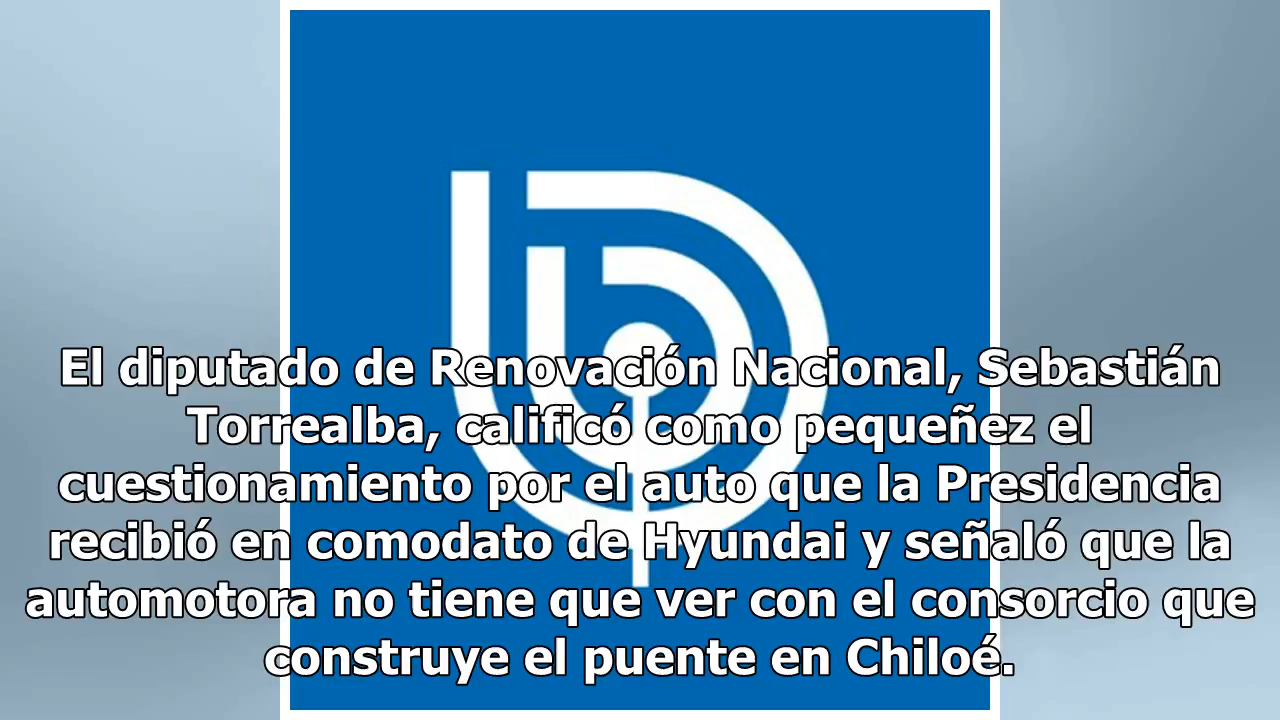 El diputado de Renovación Nacional, Sebastián
Torrealba, calificó como pequeñez el
cuestionamiento por el auto que la Presidencia
recibió en comodato de Hyundai y señaló que la
automotora no tiene que ver con el consorcio que
construye el puente en Chiloé.